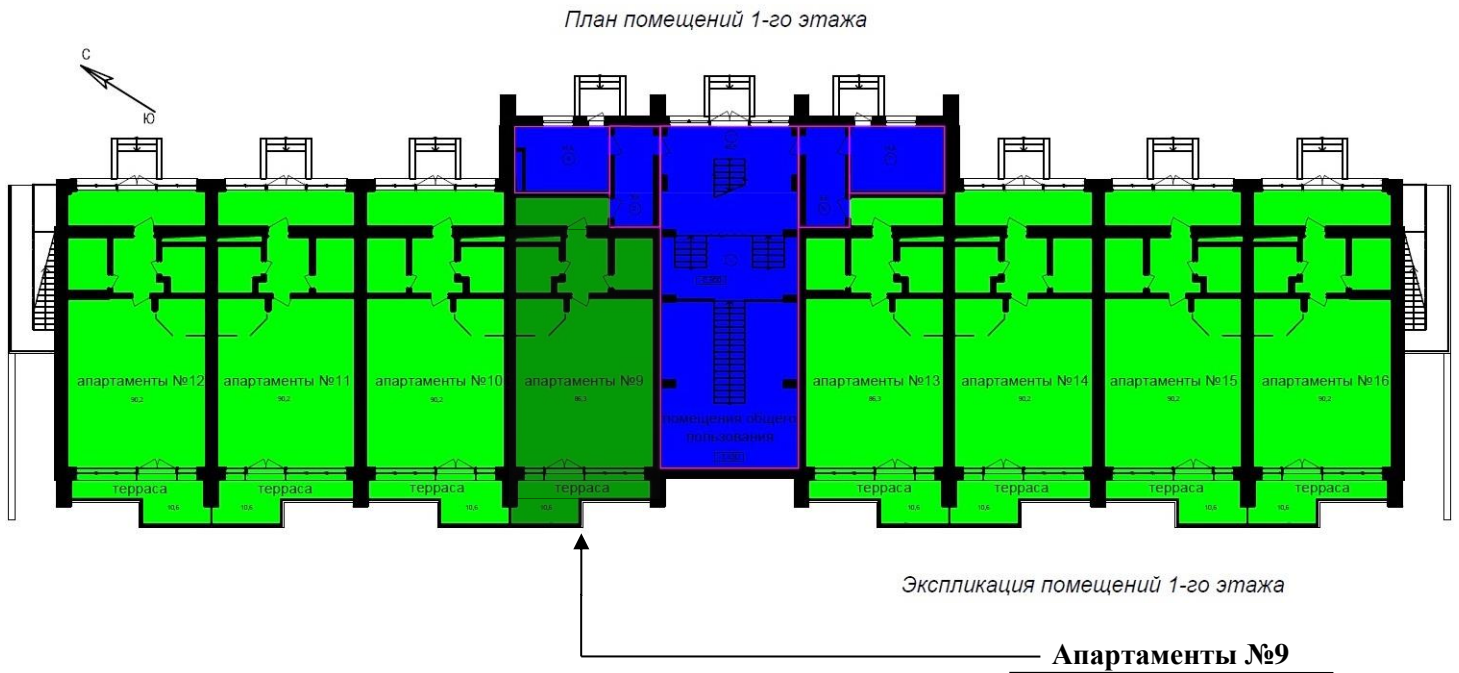 План помещений 1-го этажа
С
Ю
апартаменты №12
апартаменты №11
апартаменты №10
апартаменты №9
апартаменты №13
апартаменты №14
апартаменты №15
апартаменты №16
90,2
90,2
90,2
86,3
86,3
90,2
90,2
90,2
помещения общего
пользования
терраса
терраса
терраса
терраса
терраса
терраса
терраса
терраса
10,6
10,6
10,6
10,6
10,6
10,6
10,6
10,6
Экспликация помещений 1-го этажа
Апартаменты №9